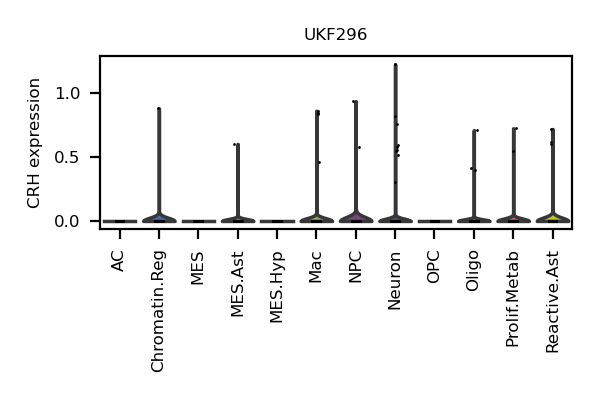 UKF296
CRH expression
1.0
0.5
0.0
AC
Chromatin.Reg
MES
MES.Ast
MES.Hyp
Mac
NPC
Neuron
OPC
Oligo
Prolif.Metab
Reactive.Ast